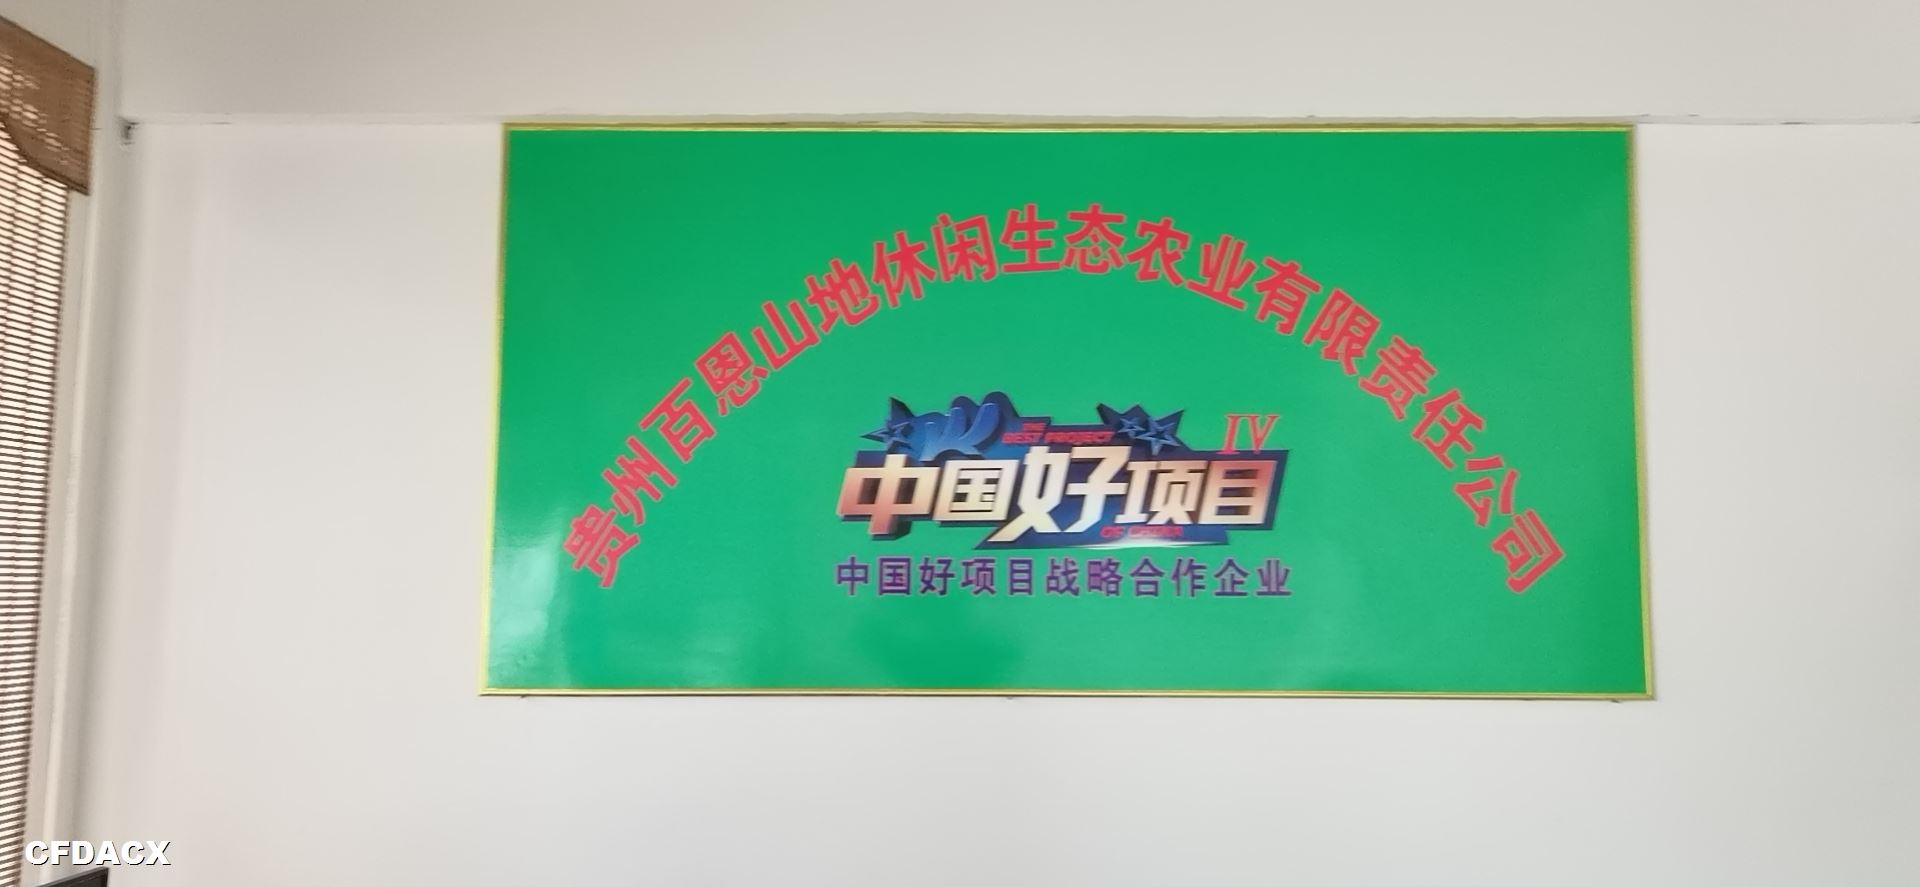 贵州百恩山地休闲生态农业有限责任公司
THE
BEST PROJECT
IV
中国好项目
OF CHINA
中国好项目战略合作企业
CFDACX